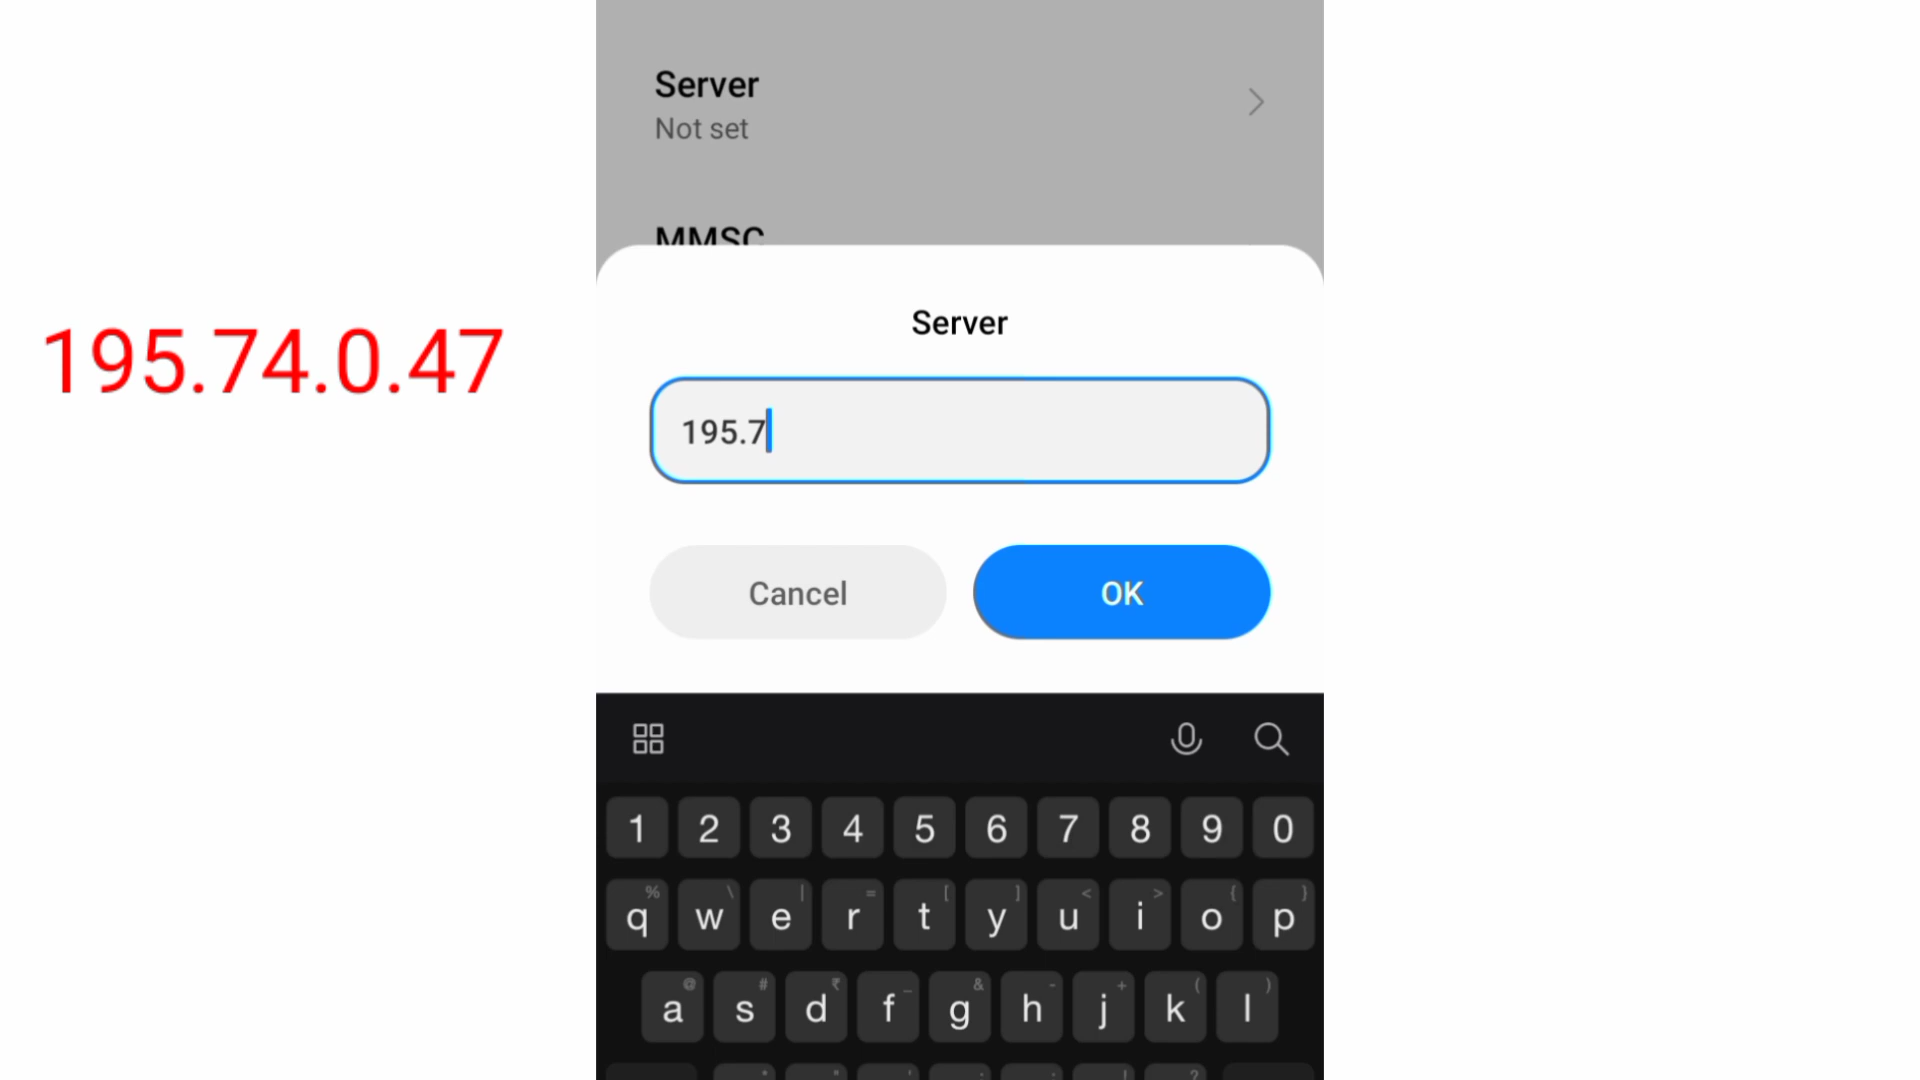 Server
Not set
MMSC
195.74.0.47
Server
195.7
Cancel OK
1 2 3 4 5 6 7 8 9 0
% \ | = [ ] < > { }
q w e r t y u i o p
@ # ₹ _ & - + ( )
a s d f g h j k l
* " ' : ; ! ?